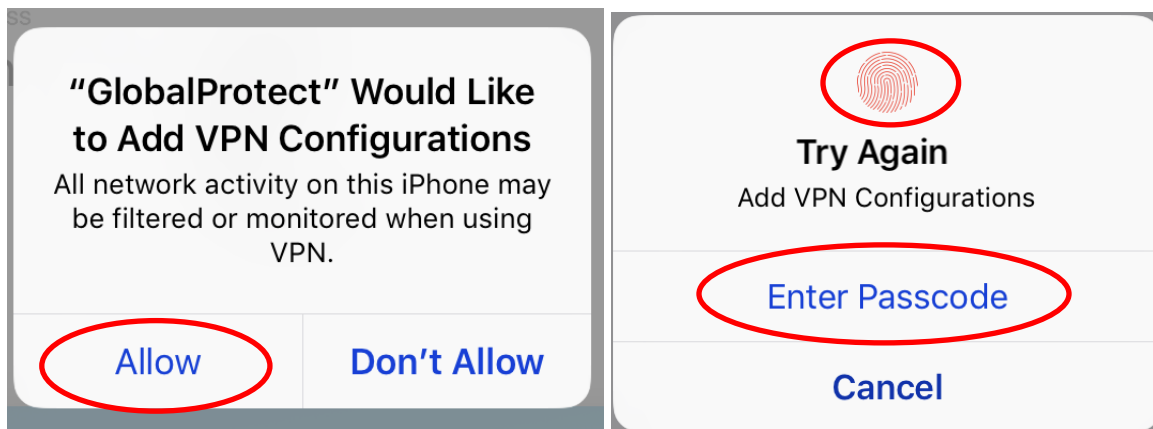 ss
“GlobalProtect” Would Like
to Add VPN Configurations
All network activity on this iPhone may
be filtered or monitored when using
VPN.
Allow
Don’t Allow
Try Again
Add VPN Configurations
Enter Passcode
Cancel